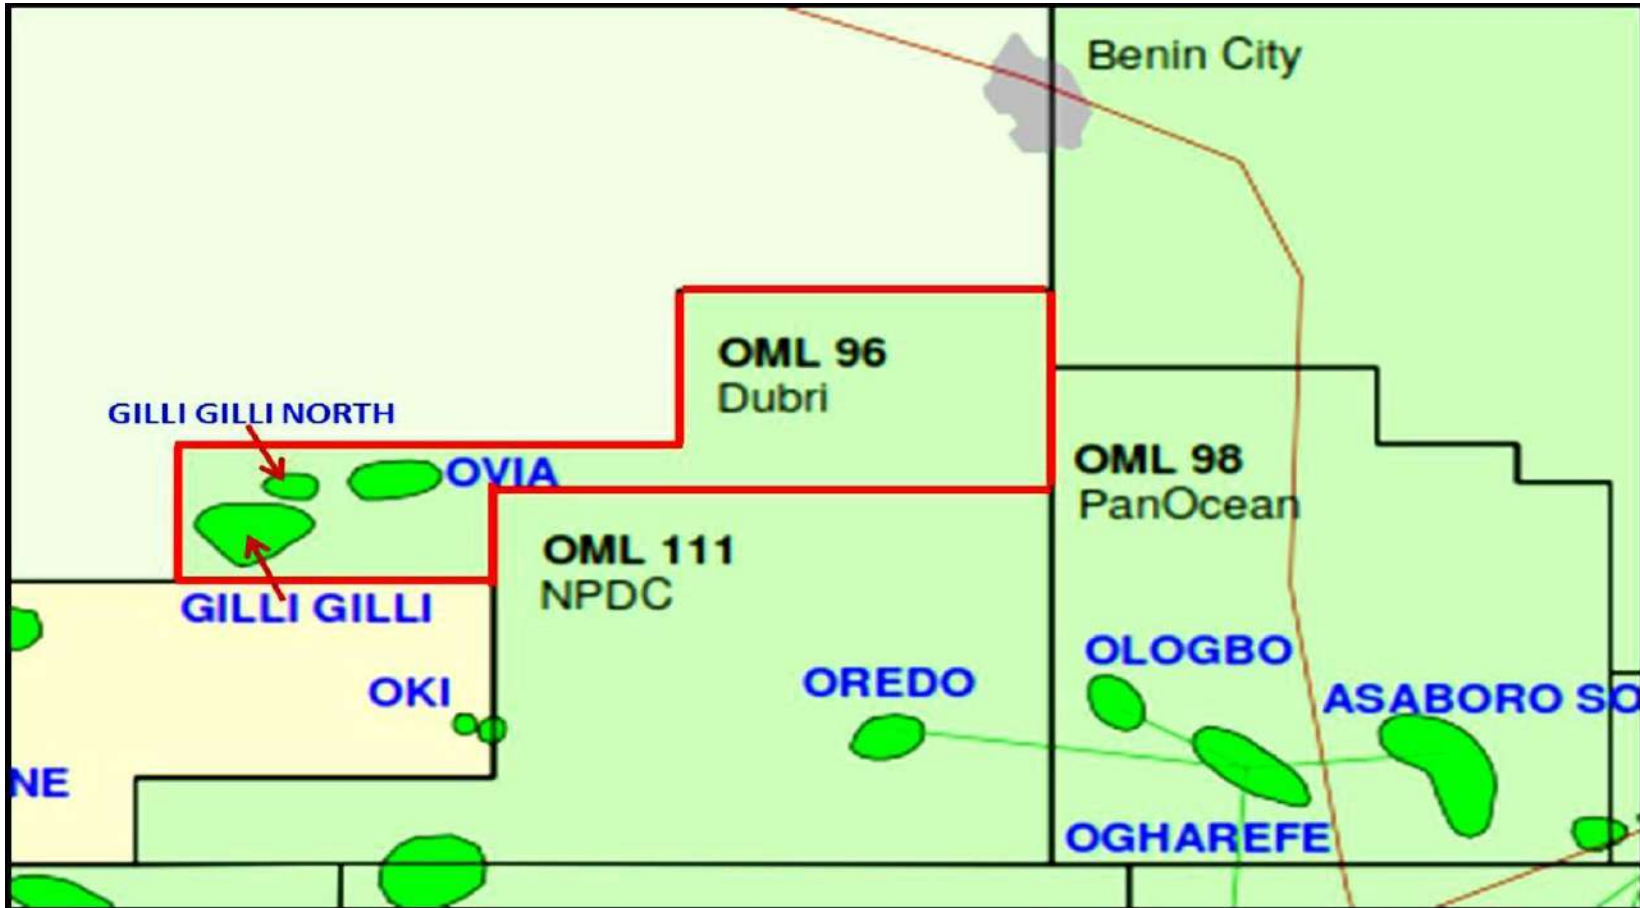 Benin City
OML 96
Dubri
GILLI GILLI NORTH
OVIA
OML 98
PanOcean
OML 111
NPDC
GILLI GILLI
OLOGBO
OREDO
OKI
ASABORO SO
NE
OGHAREFE